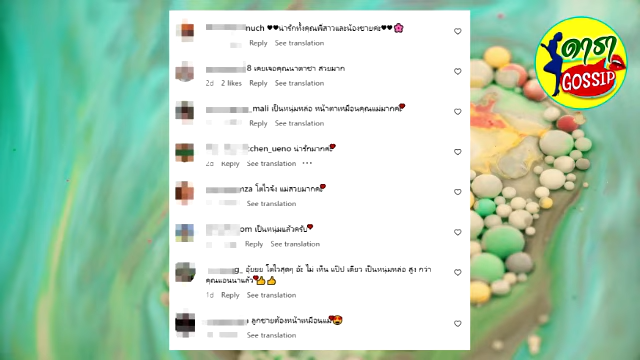 nuch ♥♥น่ารักทั้งคุณพี่สาวและน้องชายค่ะ♥♥🌸
Reply See translation
8 เคยเจอคุณนาตาชา สวยมาก
2d 2 likes Reply See translation
_mali เป็นหนุ่มหล่อ หน้าตาเหมือนคุณแม่มากค่ะ❤
Reply See translation
chen_ueno น่ารักมากค่ะ❤
2d Reply See translation ...
nza โตไวจัง แม่สวยมากค่ะ❤
See translation
om เป็นหนุ่มแล้วครับ❤
Reply See translation
g_ อุ้ยยย โตไวสุดๆ อ่ะ ไม่ เห็น แป๊ป เดียว เป็นหนุ่มหล่อ สูง กว่า
คุณแอนนาแล้ว❤👍👍
1d Reply See translation
ลูกชายต้องหน้าเหมือนแม่😍
See translation
ดารา
GOSSIP